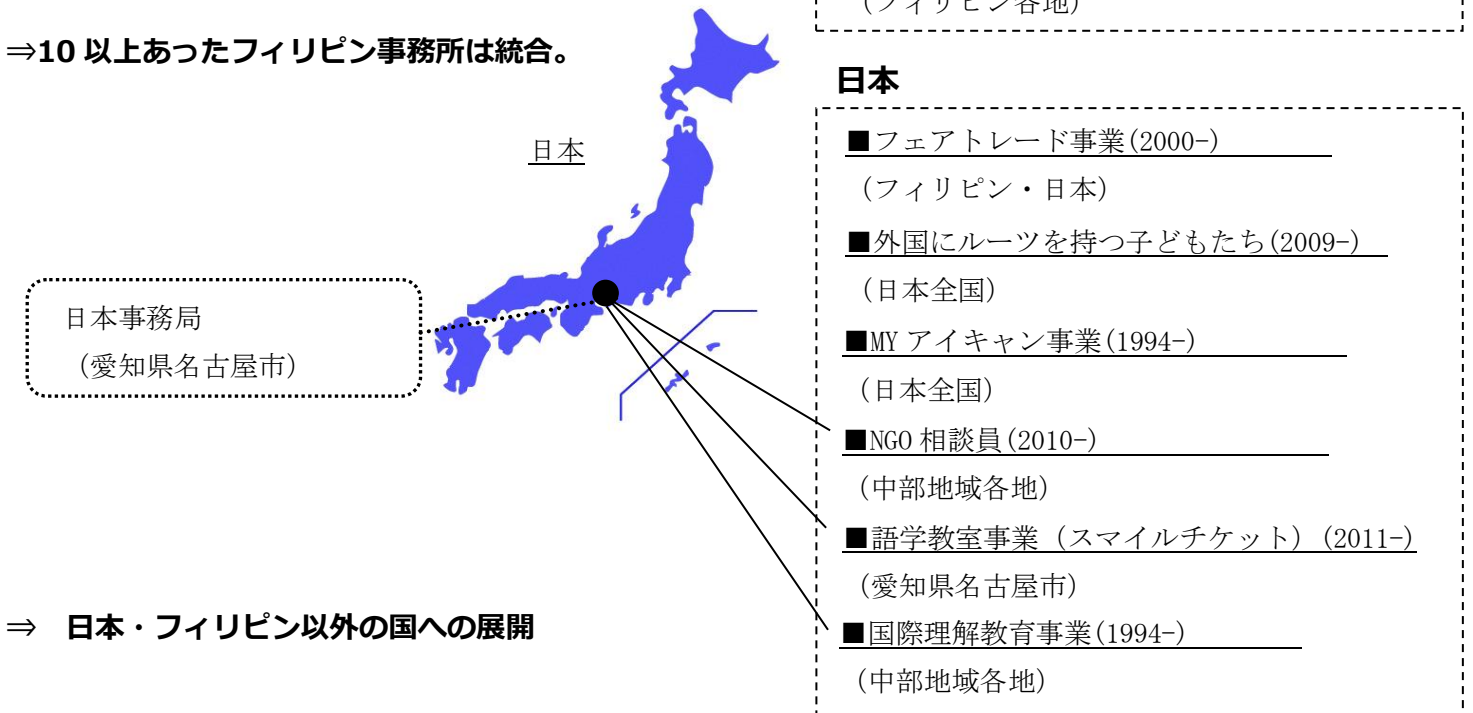 (フィリピン各地)
⇒10 以上あったフィリピン事務所は統合。
日本
日本事務局
(愛知県名古屋市)
⇒ 日本・フィリピン以外の国への展開
日本
■フェアトレード事業(2000-)
(フィリピン・日本)
■外国にルーツを持つ子どもたち(2009-)
(日本全国)
■MY アイキャン事業(1994-)
(日本全国)
■NGO 相談員(2010-)
(中部地域各地)
■語学教室事業(スマイルチケット)(2011-)
(愛知県名古屋市)
■国際理解教育事業(1994-)
(中部地域各地)